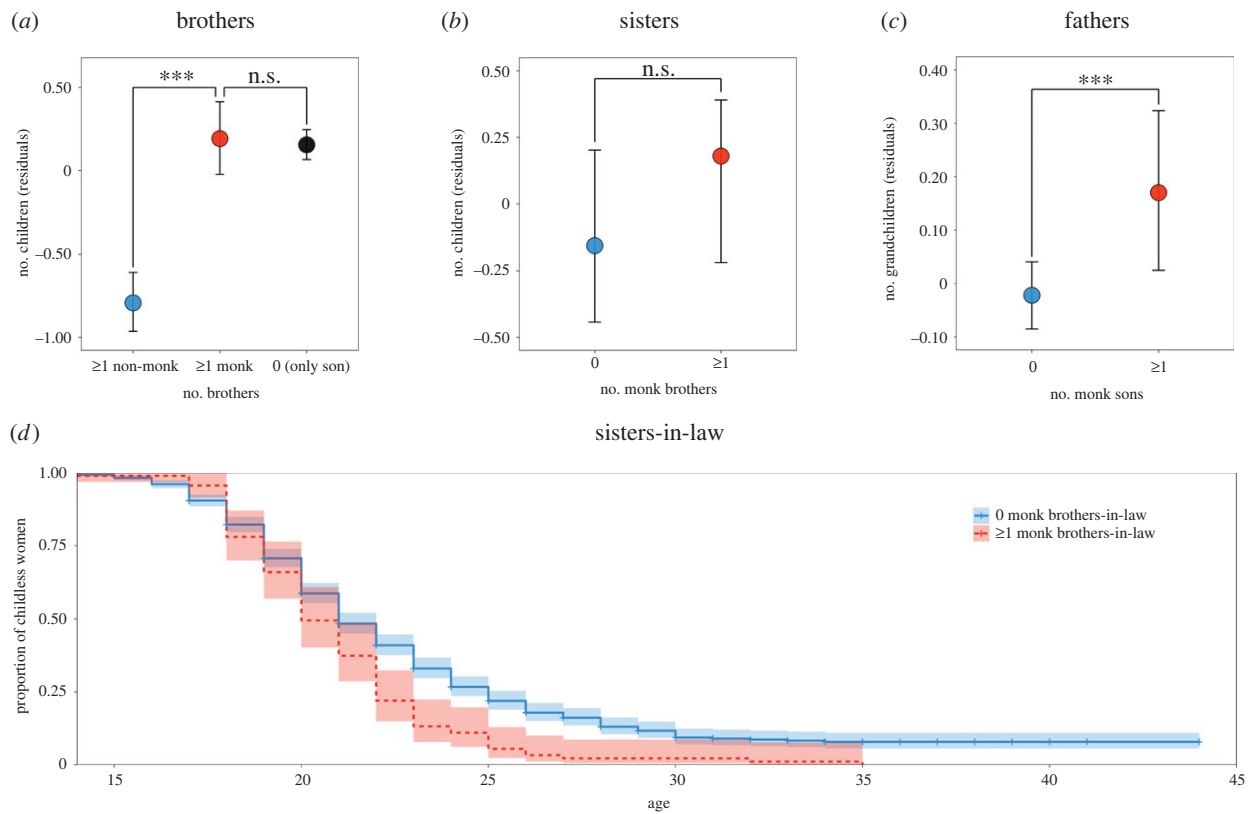 (a) brothers
no. children (residuals)
0.50
0
–0.50
–1.00
*** n.s.
≥1 non-monk ≥1 monk 0 (only son)
no. brothers
(b) sisters
no. children (residuals)
0.50
0.25
0
–0.25
–0.50
n.s.
0 ≥1
no. monk brothers
(c) fathers
no. grandchildren (residuals)
0.40
0.30
0.20
0.10
0
–0.10
***
0 ≥1
no. monk sons
(d) sisters-in-law
proportion of childless women
1.00
0.75
0.50
0.25
0
0 monk brothers-in-law
≥1 monk brothers-in-law
15 20 25 30 35 40 45
age